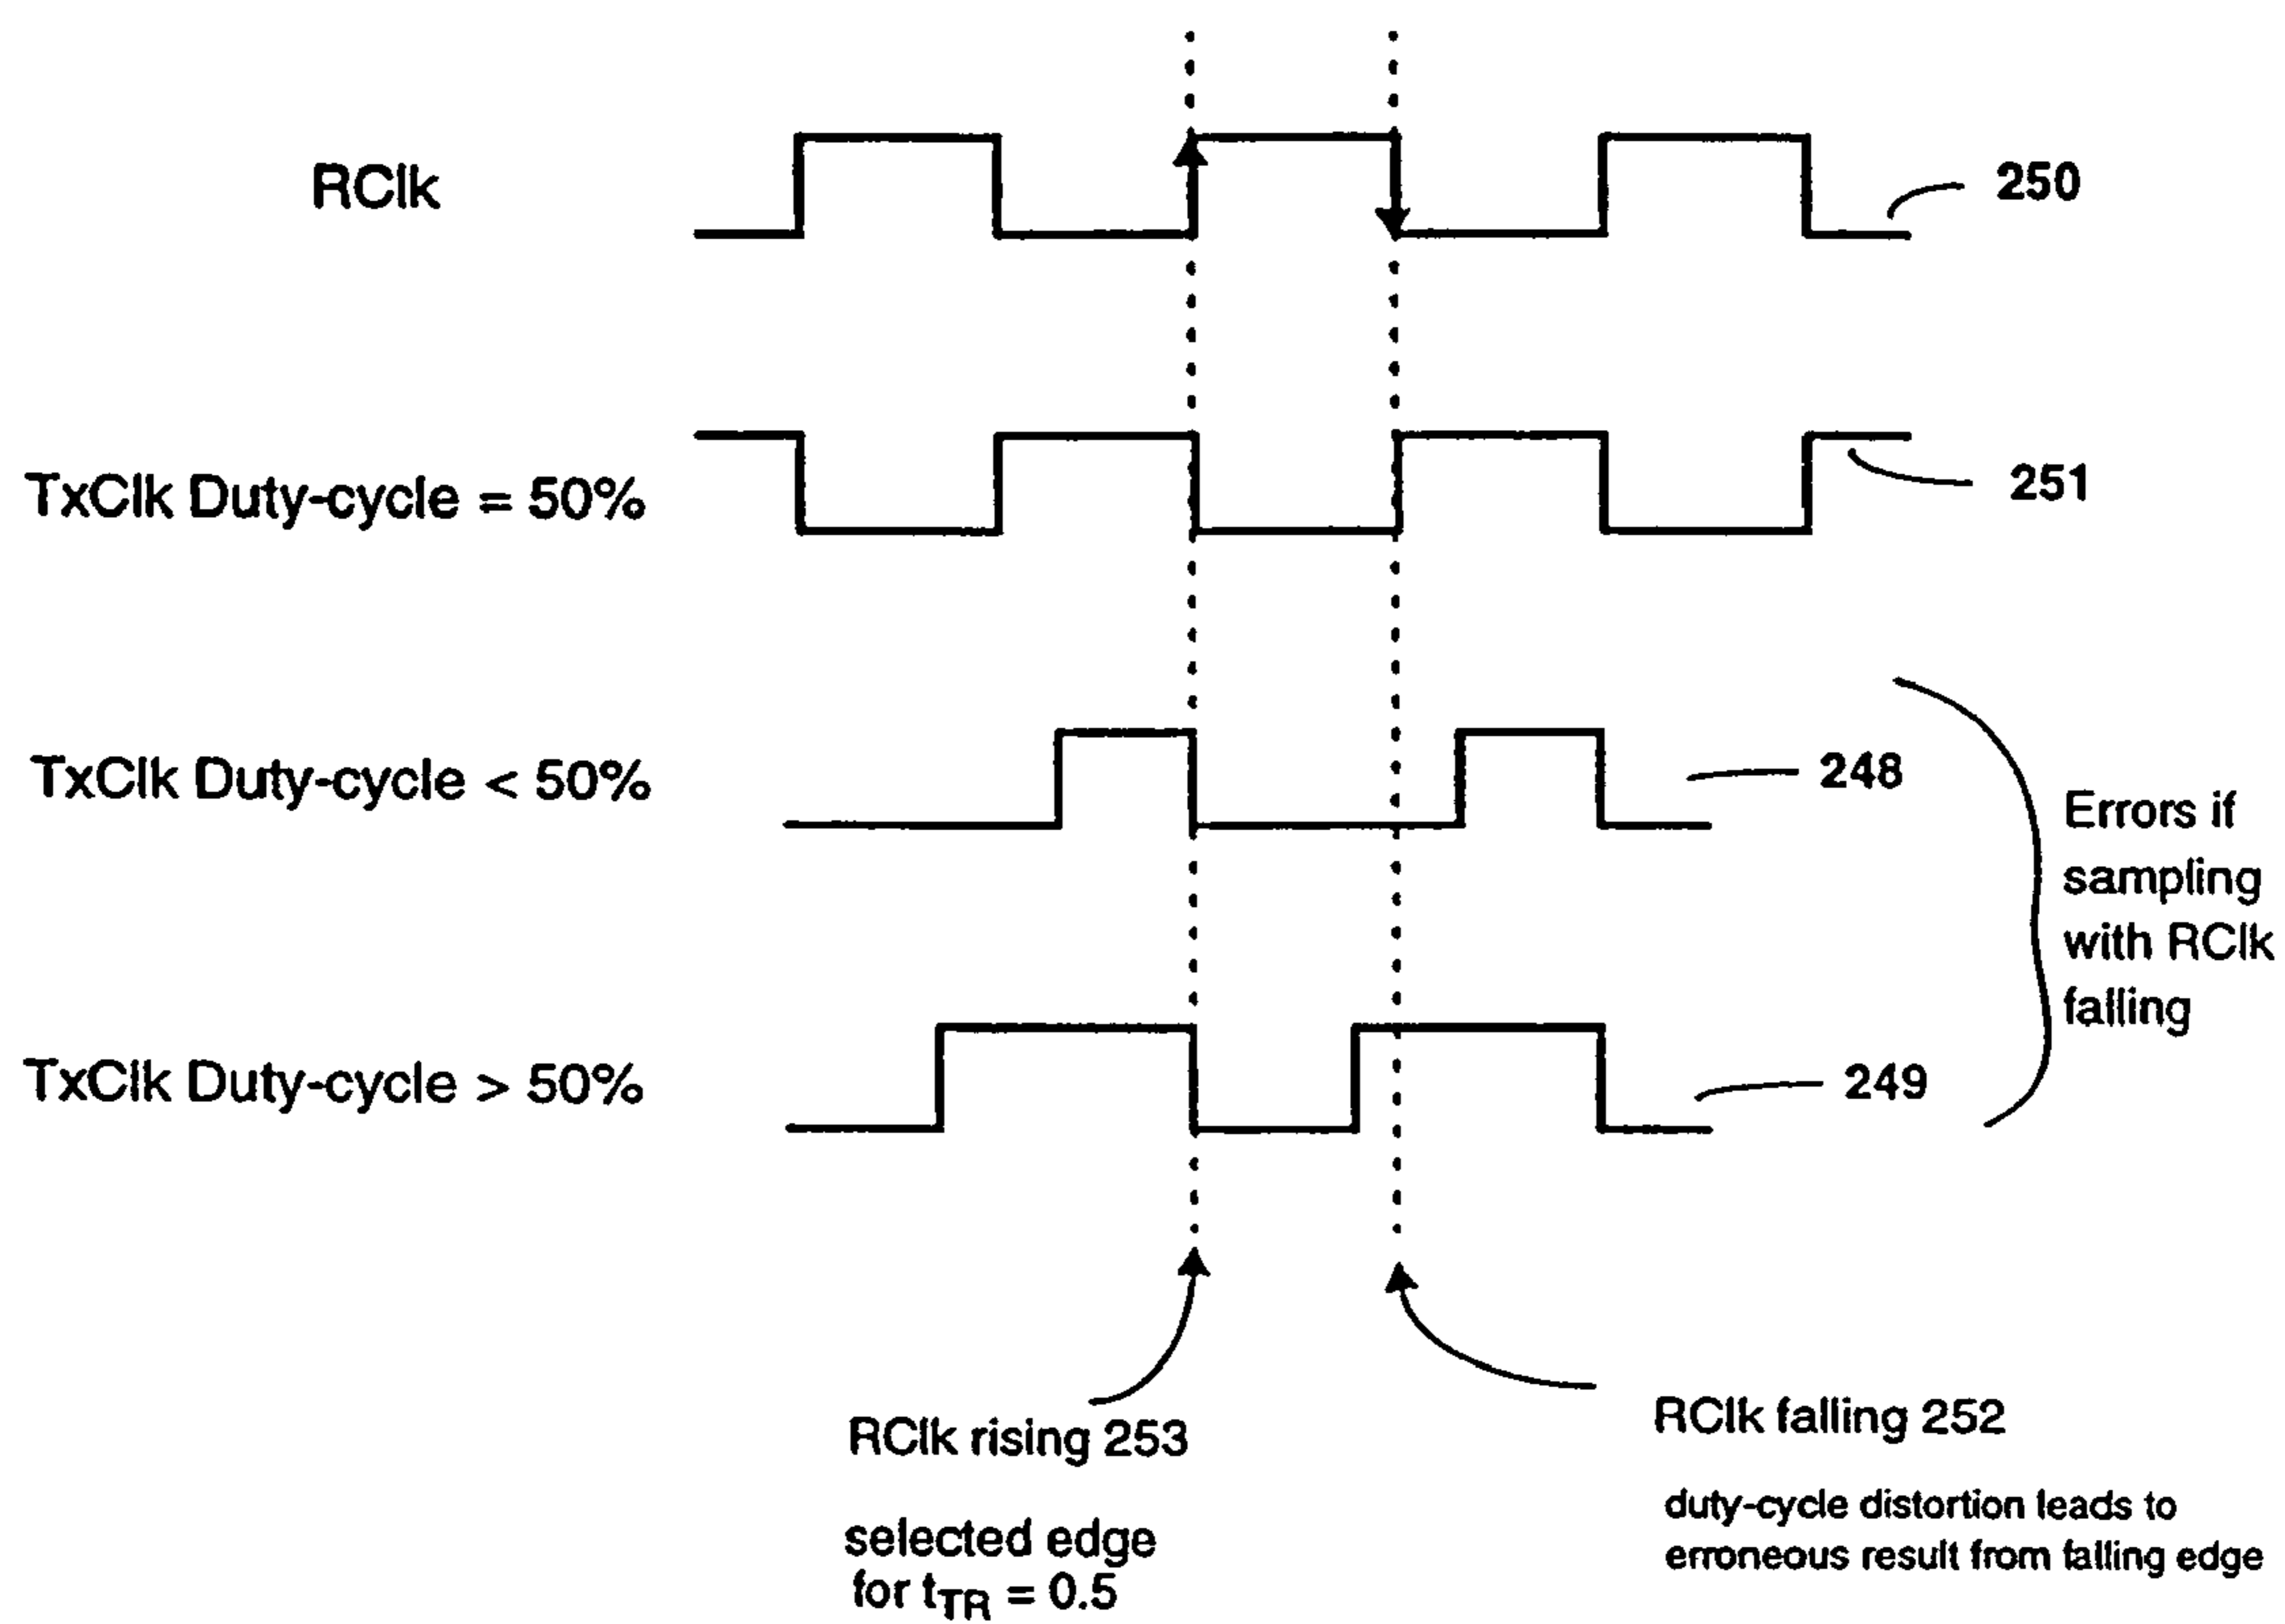 RClk
250
TxClk Duty-cycle = 50%
251
TxClk Duty-cycle < 50%
248
Errors if
sampling
with RClk
falling
TxClk Duty-cycle > 50%
249
RClk rising 253
selected edge
for tTR = 0.5
RClk falling 252
duty-cycle distortion leads to
erroneous result from falling edge